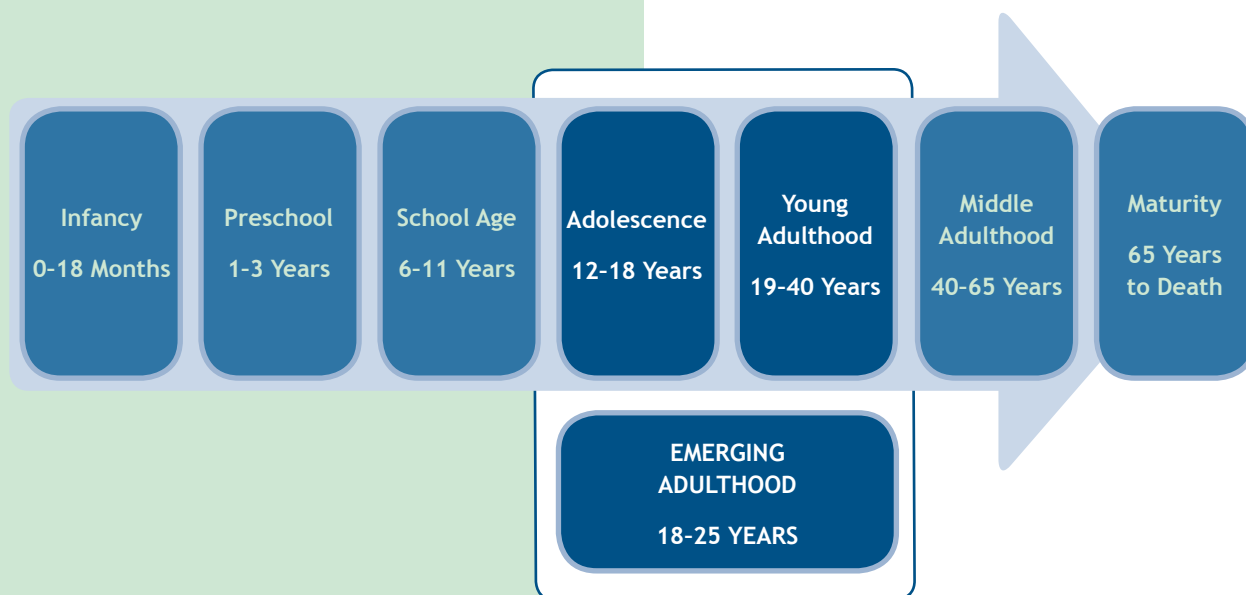 Infancy
0–18 Months
Preschool
1–3 Years
School Age
6–11 Years
Adolescence
12–18 Years
Young
Adulthood
19–40 Years
Middle
Adulthood
40–65 Years
Maturity
65 Years
to Death
EMERGING
ADULTHOOD
18–25 YEARS